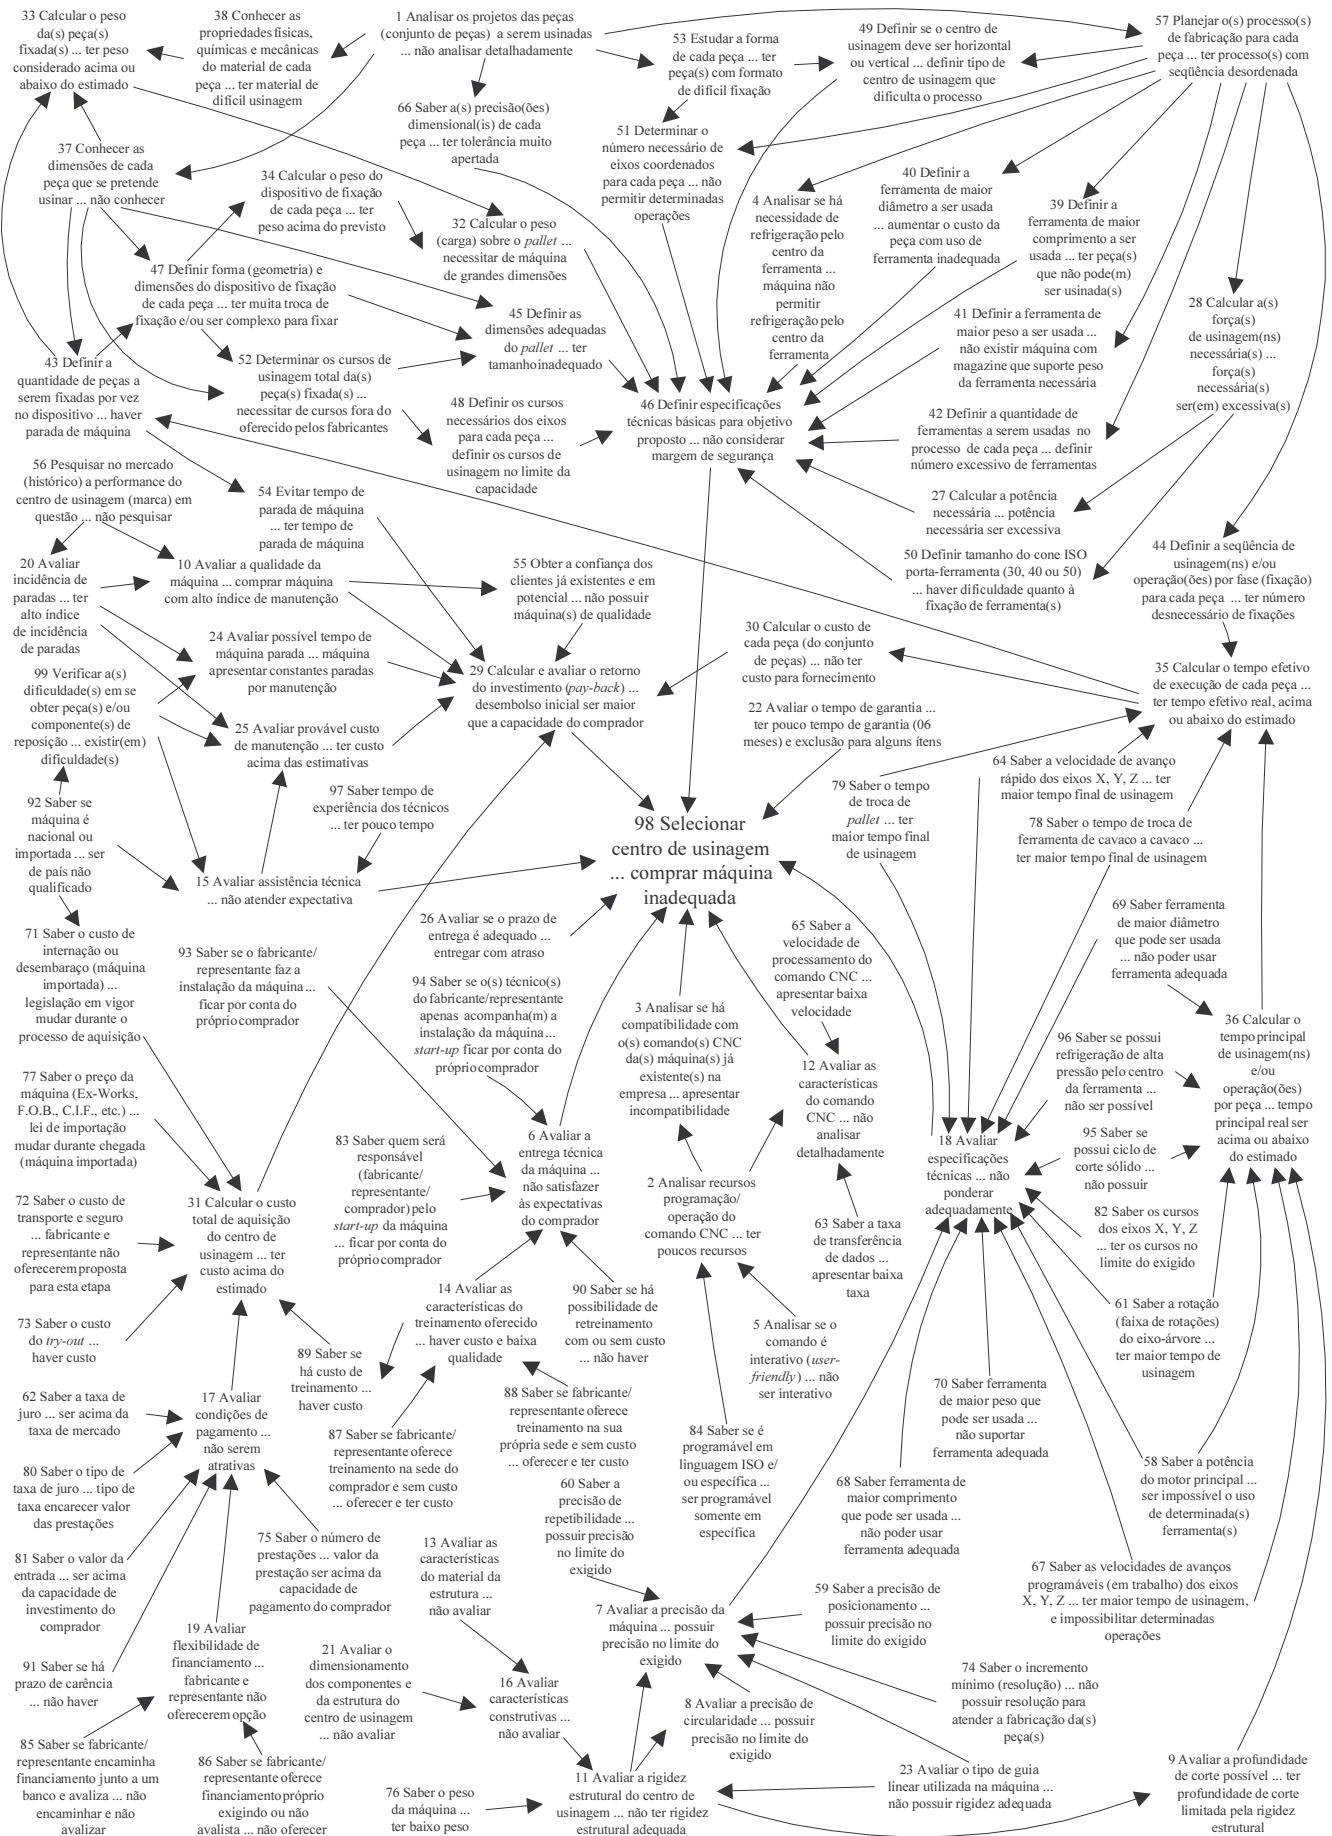 33 Calcular o peso
da(s) peça(s)
fixada(s) ... ter peso
considerado acima ou
abaixo do estimado
38 Conhecer as
propriedades físicas,
químicas e mecânicas
do material de cada
peça ... ter material de
difícil usinagem
1 Analisar os projetos das peças
(conjunto de peças) a serem usinadas
... não analisar detalhadamente
53 Estudar a forma
de cada peça ... ter
peça(s) com formato
de difícil fixação
49 Definir se o centro de
usinagem deve ser horizontal
ou vertical ... definir tipo de
centro de usinagem que
dificulta o processo
57 Planejar o(s) processo(s)
de fabricação para cada
peça ... ter processo(s) com
seqüência desordenada
66 Saber a(s) precisão(ões)
dimensional(is) de cada
peça ... ter tolerância muito
apertada
51 Determinar o
número necessário de
eixos coordenados
para cada peça ... não
permitir determinadas
operações
37 Conhecer as
dimensões de cada
peça que se pretende
usinar ... não conhecer
34 Calcular o peso do
dispositivo de fixação
de cada peça ... ter
peso acima do previsto
40 Definir a
ferramenta de maior
diâmetro a ser usada
... aumentar o custo da
peça com uso de
ferramenta inadequada
4 Analisar se há
necessidade de
refrigeração pelo
centro da
ferramenta ...
máquina não
permitir
refrigeração pelo
centro da
ferramenta
39 Definir a
ferramenta de maior
comprimento a ser
usada ... ter peça(s)
que não pode(m)
ser usinada(s)
32 Calcular o peso
(carga) sobre o pallet ...
necessitar de máquina
de grandes dimensões
47 Definir forma (geometria) e
dimensões do dispositivo de fixação
de cada peça ... ter muita troca de
fixação e/ou ser complexo para fixar
45 Definir as
dimensões adequadas
do pallet ... ter
tamanho inadequado
41 Definir a ferramenta de
maior peso a ser usada ...
não existir máquina com
magazine que suporte peso
da ferramenta necessária
28 Calcular a(s)
força(s)
de usinagem(ns)
necessária(s) ...
força(s)
necessária(s)
ser(em) excessiva(s)
43 Definir a
quantidade de peças a
serem fixadas por vez
no dispositivo ... haver
parada de máquina
52 Determinar os cursos de
usinagem total da(s)
peça(s) fixada(s) ...
necessitar de cursos fora do
oferecido pelos fabricantes
48 Definir os cursos
necessários dos eixos
para cada peça ...
definir os cursos de
usinagem no limite da
capacidade
46 Definir especificações
técnicas básicas para objetivo
proposto ... não considerar
margem de segurança
42 Definir a quantidade de
ferramentas a serem usadas no
processo de cada peça ... definir
número excessivo de ferramentas
56 Pesquisar no mercado
(histórico) a performance do
centro de usinagem (marca) em
questão ... não pesquisar
54 Evitar tempo de
parada de máquina
... ter tempo de
parada de máquina
27 Calcular a potência
necessária ... potência
necessária ser excessiva
20 Avaliar
incidência de
paradas ... ter
alto índice
de incidência
de paradas
10 Avaliar a qualidade da
máquina ... comprar máquina
com alto índice de manutenção
55 Obter a confiança dos
clientes já existentes e em
potencial ... não possuir
máquina(s) de qualidade
50 Definir tamanho do cone ISO
porta-ferramenta (30, 40 ou 50)
... haver dificuldade quanto à
fixação de ferramenta(s)
44 Definir a seqüência de
usinagem(ns) e/ou
operação(ões) por fase (fixação)
para cada peça ... ter número
desnecessário de fixações
24 Avaliar possível tempo de
máquina parada ... máquina
apresentar constantes paradas
por manutenção
30 Calcular o custo de
cada peça (do conjunto
de peças) ... não ter
custo para fornecimento
99 Verificar a(s)
dificuldade(s) em se
obter peça(s) e/ou
componente(s) de
reposição ... existir(em)
dificuldade(s)
29 Calcular e avaliar o retorno
do investimento (pay-back) ...
desembolso inicial ser maior
que a capacidade do comprador
35 Calcular o tempo efetivo
de execução de cada peça ...
ter tempo efetivo real, acima
ou abaixo do estimado
25 Avaliar provável custo
de manutenção ... ter custo
acima das estimativas
22 Avaliar o tempo de garantia ...
ter pouco tempo de garantia (06
meses) e exclusão para alguns itens
64 Saber a velocidade de avanço
rápido dos eixos X, Y, Z ... ter
maior tempo final de usinagem
92 Saber se
máquina é
nacional ou
importada ... ser
de país não
qualificado
97 Saber tempo de
experiência dos técnicos
... ter pouco tempo
79 Saber o tempo
de troca de
pallet ... ter
maior tempo final
de usinagem
78 Saber o tempo de troca de
ferramenta de cavaco a cavaco ...
ter maior tempo final de usinagem
98 Selecionar
centro de usinagem
... comprar máquina
inadequada
15 Avaliar assistência técnica
... não atender expectativa
71 Saber o custo de
internação ou
desembaraço (máquina
importada) ...
legislação em vigor
mudar durante o
processo de aquisição
93 Saber se o fabricante/
representante faz a
instalação da máquina ...
ficar por conta do
próprio comprador
26 Avaliar se o prazo de
entrega é adequado ...
entregar com atraso
65 Saber a
velocidade de
processamento do
comando CNC ...
apresentar baixa
velocidade
69 Saber ferramenta
de maior diâmetro
que pode ser usada
... não poder usar
ferramenta adequada
94 Saber se o(s) técnico(s)
do fabricante/representante
apenas acompanha(m) a
instalação da máquina ...
start-up ficar por conta do
próprio comprador
3 Analisar se há
compatibilidade com
o(s) comando(s) CNC
da(s) máquina(s) já
existente(s) na
empresa ... apresentar
incompatibilidade
12 Avaliar as
características
do comando
CNC ... não
analisar
detalhadamente
96 Saber se possui
refrigeração de alta
pressão pelo centro
da ferramenta ...
não ser possível
36 Calcular o
tempo principal
de usinagem(ns)
e/ou
operação(ões)
por peça ... tempo
principal real ser
acima ou abaixo
do estimado
77 Saber o preço da
máquina (Ex-Works,
F.O.B., C.I.F., etc.) ...
lei de importação
mudar durante chegada
(máquina importada)
83 Saber quem será
responsável
(fabricante/
representante/
comprador) pelo
start-up da máquina
... ficar por conta do
próprio comprador
6 Avaliar a
entrega técnica
da máquina ...
não satisfazer
às expectativas
do comprador
18 Avaliar
especificações
técnicas ... não
ponderar
adequadamente
95 Saber se
possui ciclo de
corte sólido ...
não possuir
2 Analisar recursos
programação/
operação do
comando CNC ... ter
poucos recursos
72 Saber o custo de
transporte e seguro
... fabricante e
representante não
oferecerem proposta
para esta etapa
31 Calcular o custo
total de aquisição
do centro de
usinagem ... ter
custo acima do
estimado
63 Saber a taxa
de transferência
de dados ...
apresentar baixa
taxa
82 Saber os cursos
dos eixos X, Y, Z
... ter os cursos no
limite do exigido
14 Avaliar as
características do
treinamento oferecido
... haver custo e baixa
qualidade
90 Saber se há
possibilidade de
retreinamento
com ou sem custo
... não haver
61 Saber a rotação
(faixa de rotações)
do eixo-árvore ...
ter maior tempo de
usinagem
73 Saber o custo
do try-out ...
haver custo
89 Saber se
há custo de
treinamento ...
haver custo
5 Analisar se o
comando é
interativo (user-
friendly) ... não
ser interativo
62 Saber a taxa de
juro ... ser acima da
taxa de mercado
17 Avaliar
condições de
pagamento ...
não serem
atrativas
88 Saber se fabricante/
representante oferece
treinamento na sua
própria sede e sem custo
... oferecer e ter custo
70 Saber ferramenta
de maior peso que
pode ser usada ...
não suportar
ferramenta adequada
87 Saber se fabricante/
representante oferece
treinamento na sede do
comprador e sem custo
... oferecer e ter custo
84 Saber se é
programável em
linguagem ISO e/
ou específica ...
ser programável
somente em
específica
80 Saber o tipo de
taxa de juro ... tipo de
taxa encarecer valor
das prestações
58 Saber a potência
do motor principal ...
ser impossível o uso
de determinada(s)
ferramenta(s)
60 Saber a
precisão de
repetibilidade ...
possuir precisão
no limite do
exigido
68 Saber ferramenta de
maior comprimento
que pode ser usada ...
não poder usar
ferramenta adequada
75 Saber o número de
prestações ... valor da
prestação ser acima da
capacidade de
pagamento do comprador
13 Avaliar as
características
do material da
estrutura ...
não avaliar
81 Saber o valor da
entrada ... ser acima
da capacidade de
investimento do
comprador
67 Saber as velocidades de avanços
programáveis (em trabalho) dos eixos
X, Y, Z ... ter maior tempo de usinagem,
e impossibilitar determinadas
operações
59 Saber a precisão de
posicionamento ...
possuir precisão no
limite do exigido
7 Avaliar a precisão da
máquina ... possuir
precisão no limite do
exigido
19 Avaliar
flexibilidade de
financiamento ...
fabricante e
representante não
oferecerem opção
21 Avaliar o
dimensionamento
dos componentes e
da estrutura do
centro de usinagem
... não avaliar
91 Saber se há
prazo de carência
... não haver
74 Saber o incremento
mínimo (resolução) ... não
possuir resolução para
atender a fabricação da(s)
peça(s)
16 Avaliar
características
construtivas ...
não avaliar
8 Avaliar a precisão de
circularidade ... possuir
precisão no limite do
exigido
85 Saber se fabricante/
representante encaminha
financiamento junto a um
banco e avaliza ... não
encaminhar e não
avalizar
86 Saber se fabricante/
representante oferece
financiamento próprio
exigindo ou não
avalista ... não oferecer
76 Saber o peso
da máquina ...
ter baixo peso
11 Avaliar a rigidez
estrutural do centro de
usinagem ... não ter rigidez
estrutural adequada
23 Avaliar o tipo de guia
linear utilizada na máquina ...
não possuir rigidez adequada
9 Avaliar a profundidade
de corte possível ... ter
profundidade de corte
limitada pela rigidez
estrutural